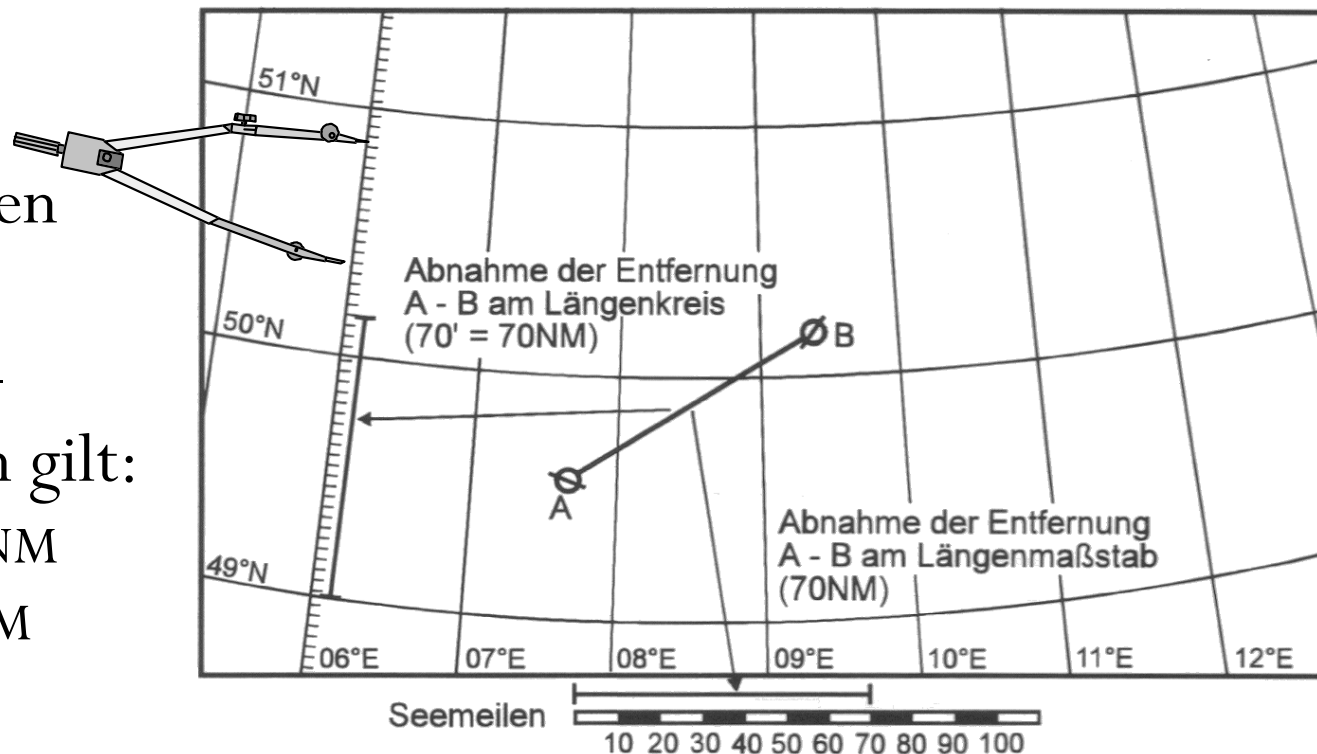 en
gilt:
NM
M
51°N
50°N
49°N
Abnahme der Entfernung
A - B am Längenkreis
(70' = 70NM)
B
A
Abnahme der Entfernung
A - B am Längenmaßstab
(70NM)
06°E 07°E 08°E 09°E 10°E 11°E 12°E
Seemeilen
10 20 30 40 50 60 70 80 90 100